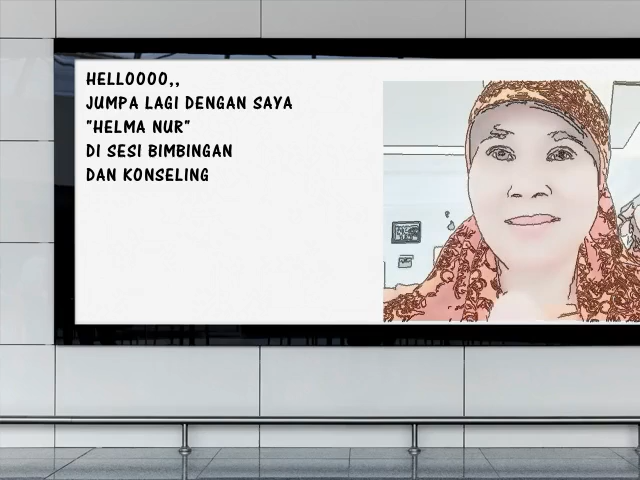 HELLOOOO,,
JUMPA LAGI DENGAN SAYA
"HELMA NUR"
DI SESI BIMBINGAN
DAN KONSELING